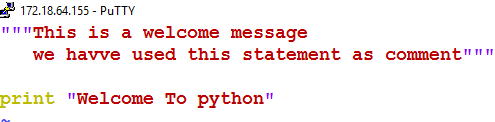 172.18.64.155 - PuTTY
"""This is a welcome message
we havve used this statement as comment"""
print "Welcome To python"
~